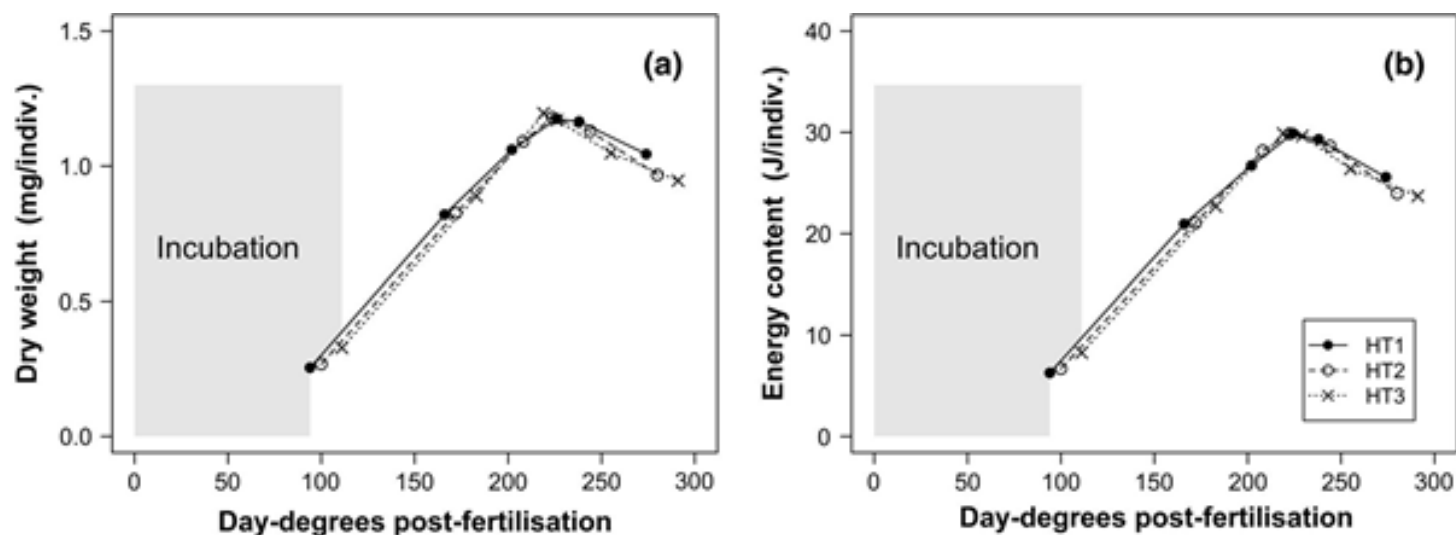 (a)
Dry weight (mg/indiv.)
1.5
1.0
0.5
0.0
Incubation
0 50 100 150 200 250 300
Day-degrees post-fertilisation
(b)
Energy content (J/indiv.)
40
30
20
10
0
Incubation
HT1
HT2
HT3
0 50 100 150 200 250 300
Day-degrees post-fertilisation